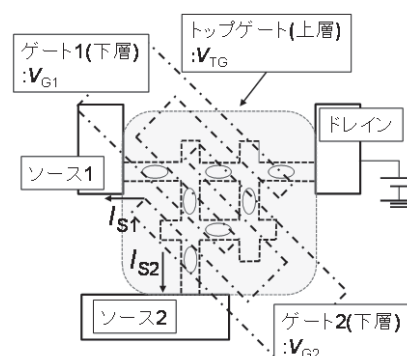 ゲート1(下層)
:VG1
トップゲート(上層)
:VTG
ソース1
ドレイン
IS1
IS2
ソース2
ゲート2(下層)
:VG2